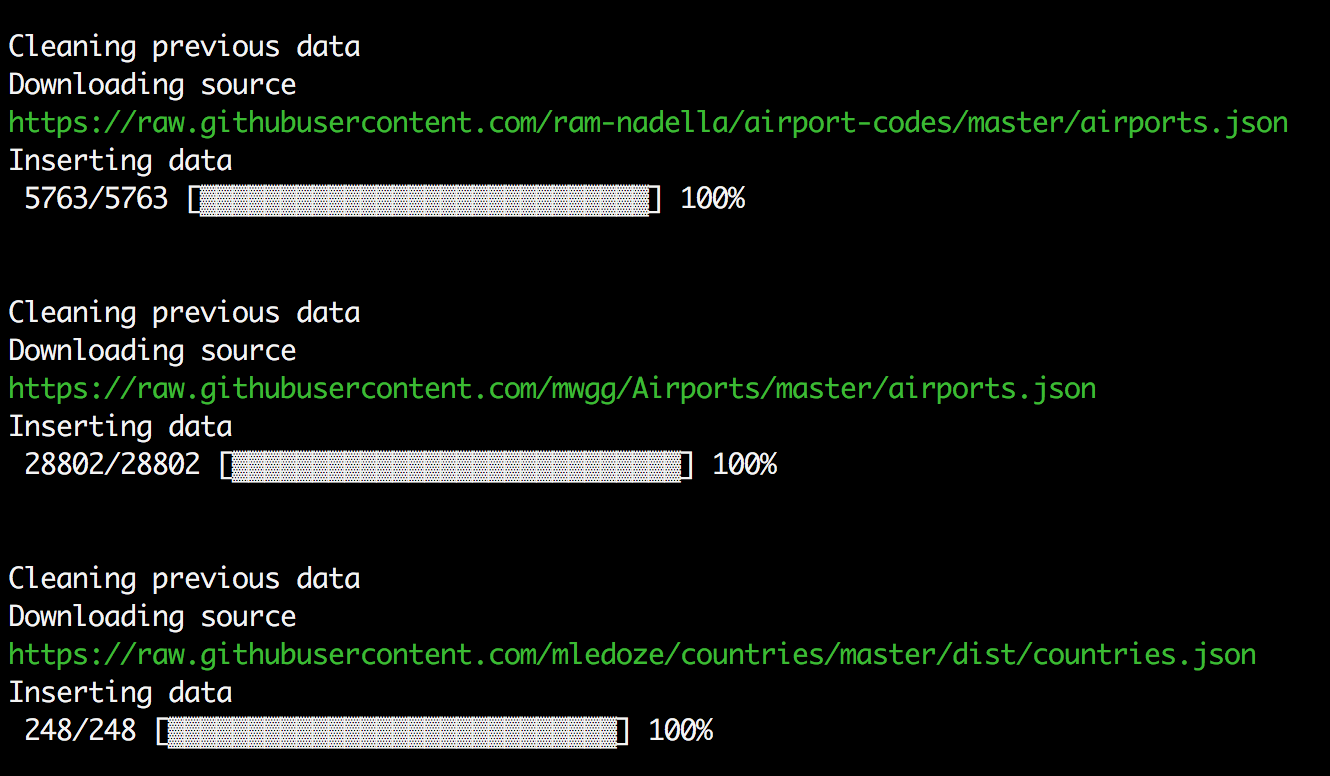 Cleaning previous data
Downloading source
https://raw.githubusercontent.com/ram-nadella/airport-codes/master/airports.json
Inserting data
5763/5763 [▓▓▓▓▓▓▓▓▓▓▓▓▓▓▓▓▓▓▓▓▓▓▓▓▓▓▓▓] 100%
Cleaning previous data
Downloading source
https://raw.githubusercontent.com/mwgg/Airports/master/airports.json
Inserting data
28802/28802 [▓▓▓▓▓▓▓▓▓▓▓▓▓▓▓▓▓▓▓▓▓▓▓▓▓▓▓▓] 100%
Cleaning previous data
Downloading source
https://raw.githubusercontent.com/mledoze/countries/master/dist/countries.json
Inserting data
248/248 [▓▓▓▓▓▓▓▓▓▓▓▓▓▓▓▓▓▓▓▓▓▓▓▓▓▓▓▓] 100%